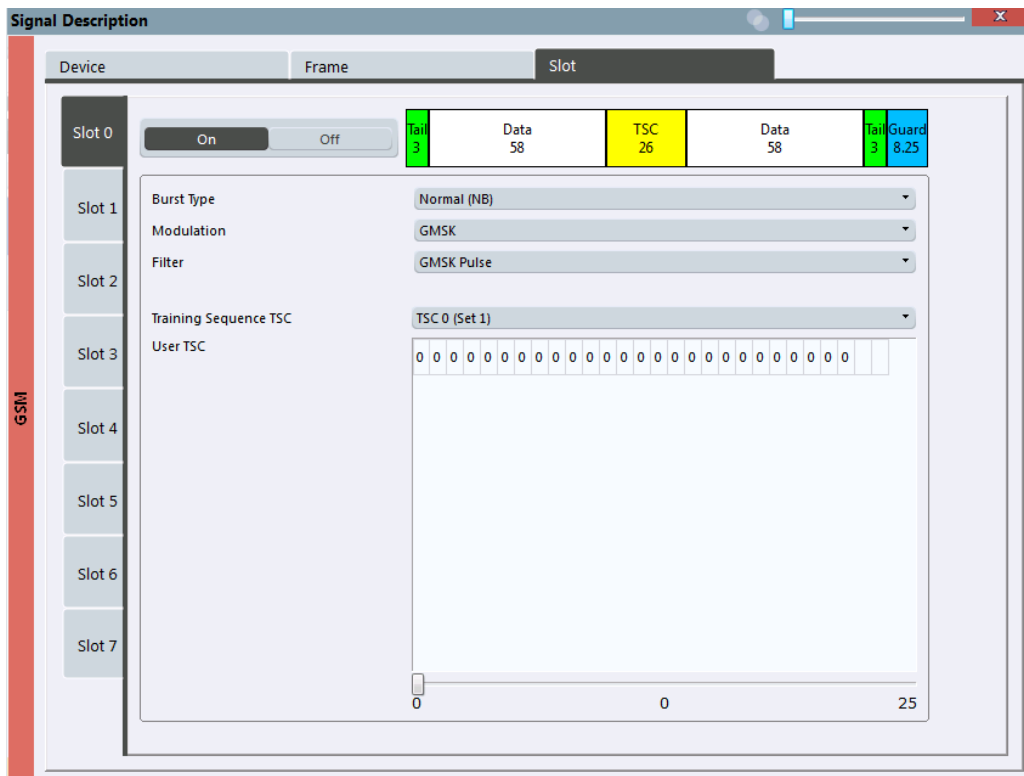 Signal Description
X
Device Frame Slot
GSM
Slot 0
Slot 1
Slot 2
Slot 3
Slot 4
Slot 5
Slot 6
Slot 7
On Off
Tail Data TSC Data Tail Guard
3 58 26 58 3 8.25
Burst Type Normal (NB)
Modulation GMSK
Filter GMSK Pulse
Training Sequence TSC TSC 0 (Set 1)
User TSC 0 0 0 0 0 0 0 0 0 0 0 0 0 0 0 0 0 0 0 0 0 0 0 0 0 0
0 0 25